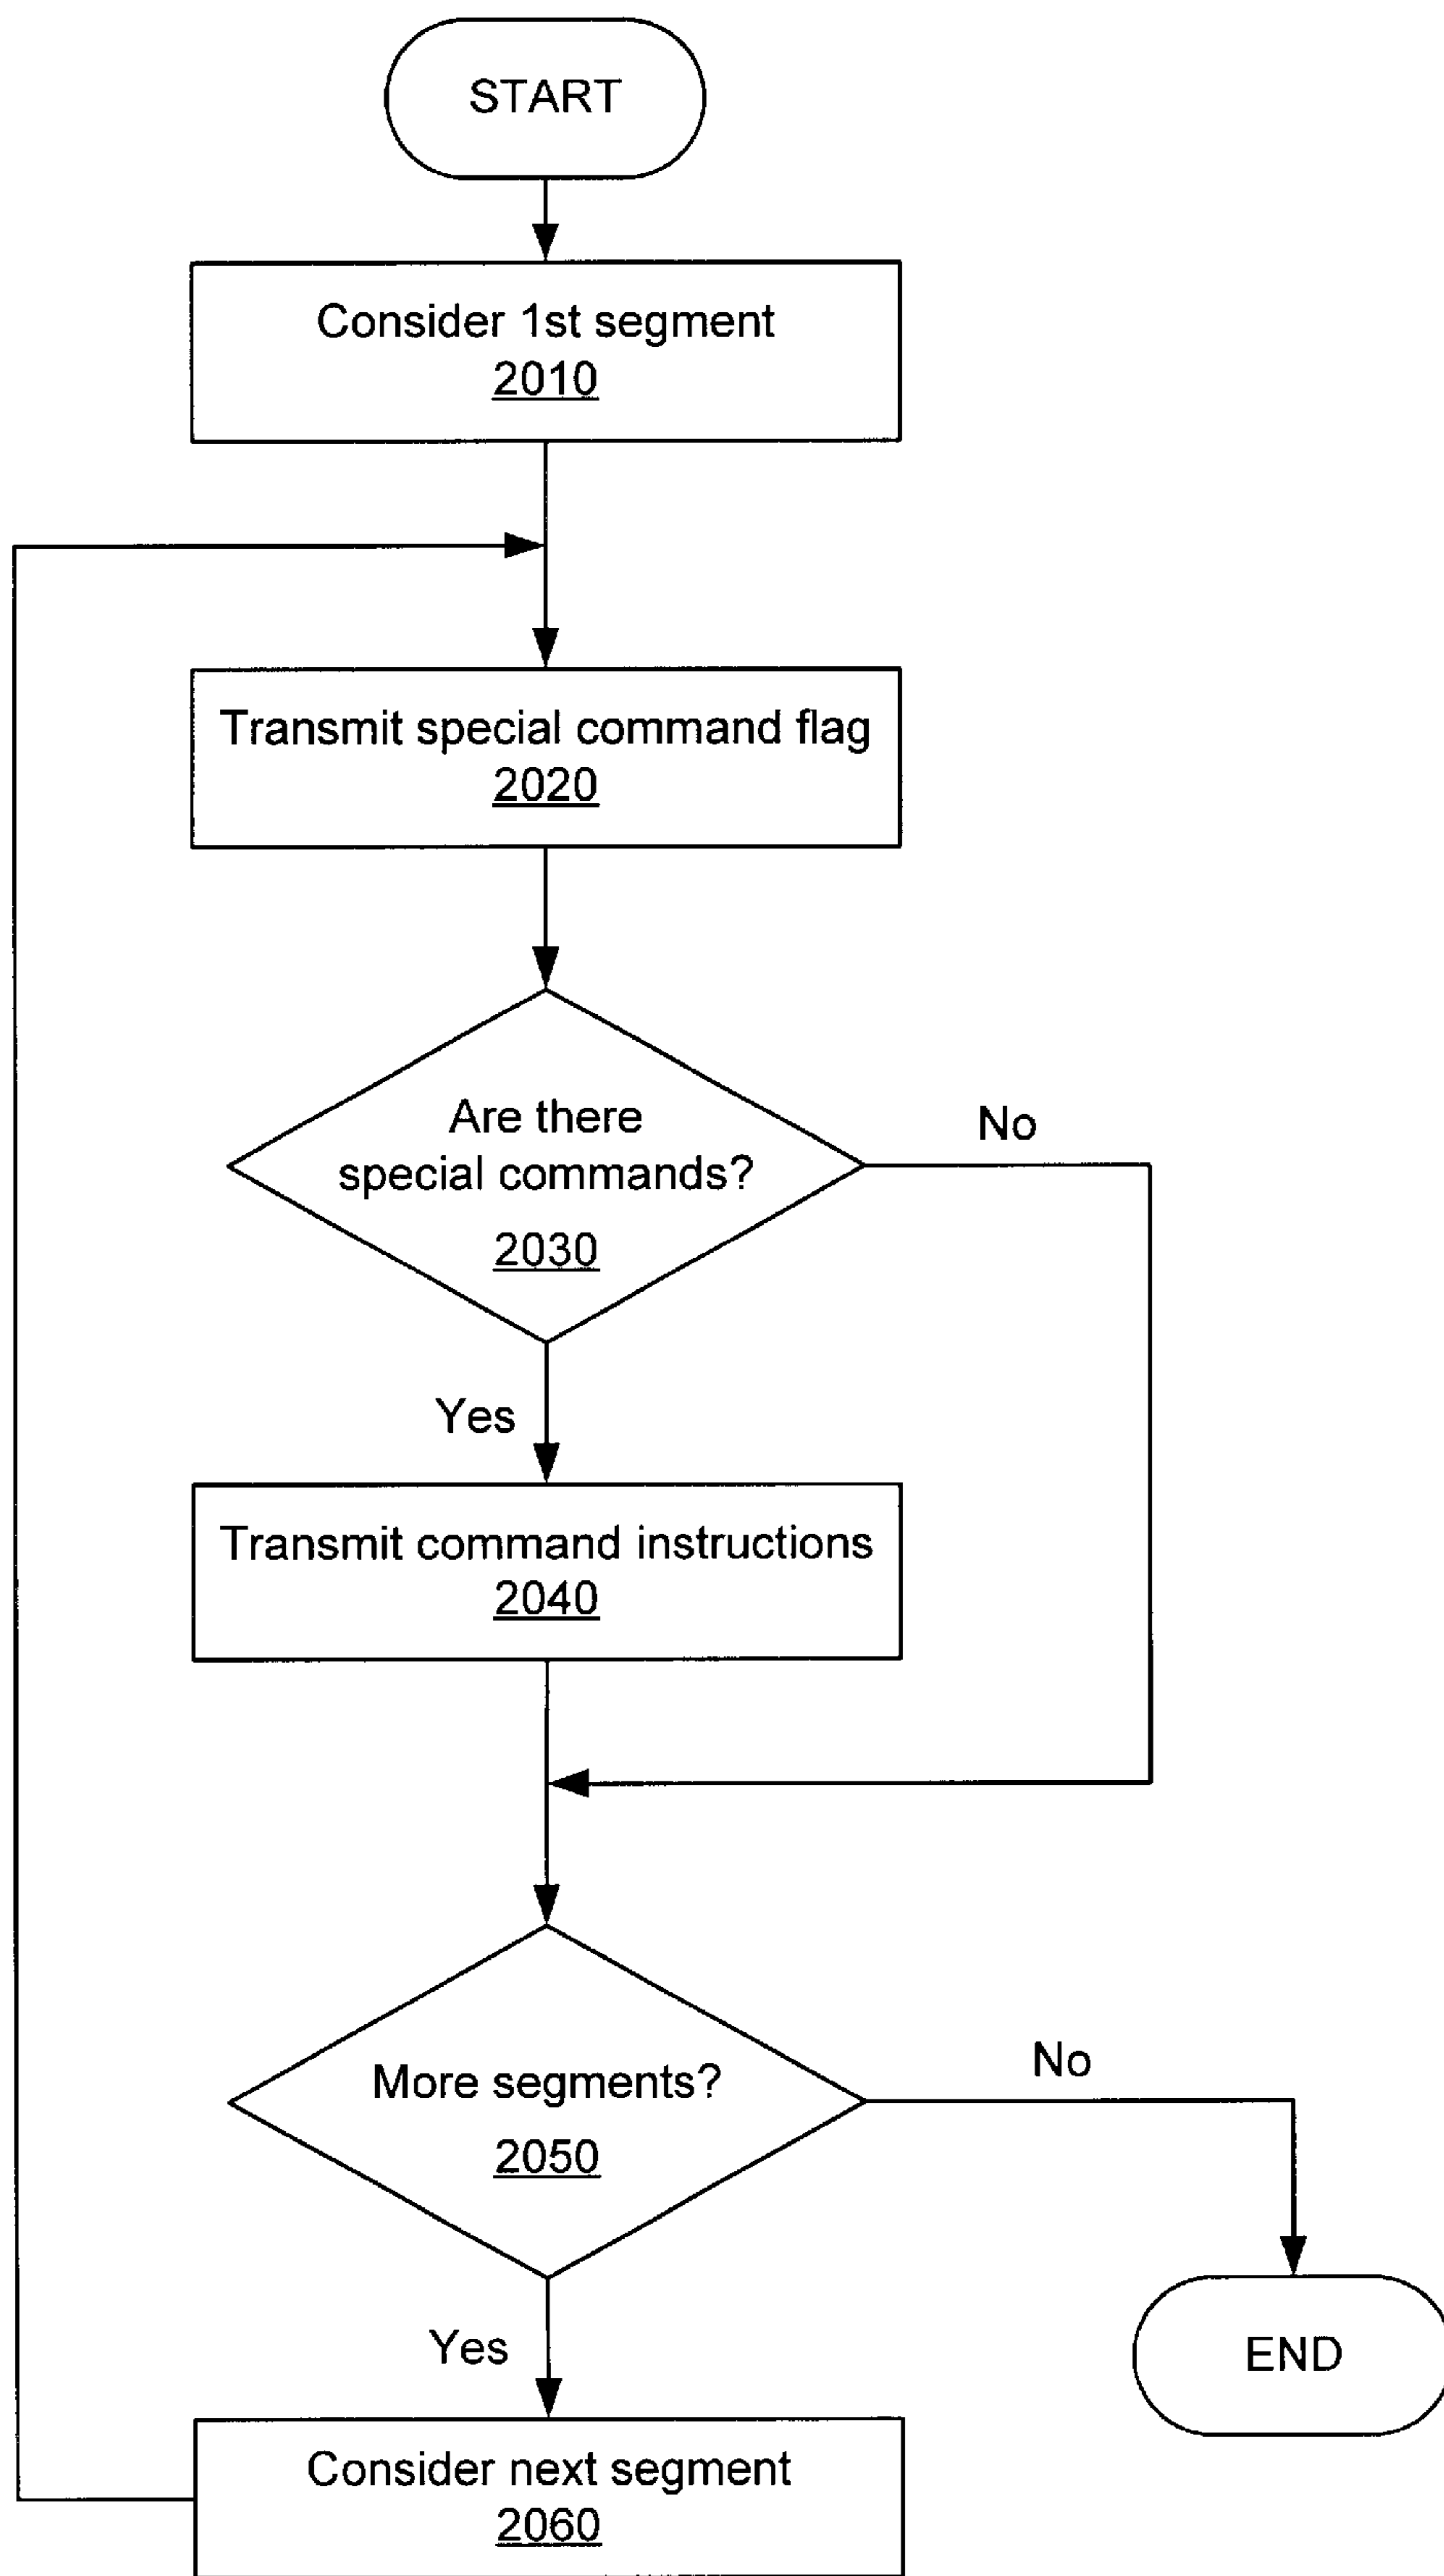 START
Consider 1st segment
2010
Transmit special command flag
2020
Are there
special commands?
2030
No
Yes
Transmit command instructions
2040
More segments?
2050
No
Yes
END
Consider next segment
2060